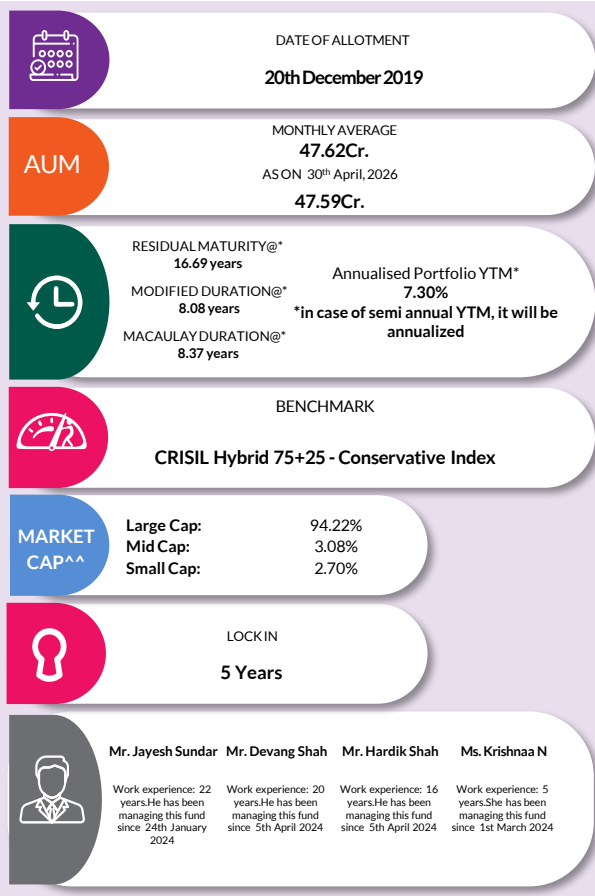 DATE OF ALLOTMENT
20th December 2019
AUM
MONTHLY AVERAGE
47.62Cr.
AS ON 30th April, 2026
47.59Cr.
RESIDUAL MATURITY@*
16.69 years
MODIFIED DURATION@*
8.08 years
MACAULAY DURATION@*
8.37 years
Annualised Portfolio YTM*
7.30%
*in case of semi annual YTM, it will be
annualized
BENCHMARK
CRISIL Hybrid 75+25 - Conservative Index
MARKET
CAP^^
Large Cap: 94.22%
Mid Cap: 3.08%
Small Cap: 2.70%
LOCK IN
5 Years
Mr. Jayesh Sundar
Work experience: 22
years.He has been
managing this fund
since 24th January
2024
Mr. Devang Shah
Work experience: 20
years.He has been
managing this fund
since 5th April 2024
Mr. Hardik Shah
Work experience: 16
years.He has been
managing this fund
since 5th April 2024
Ms. Krishnaa N
Work experience: 5
years.She has been
managing this fund
since 1st March 2024